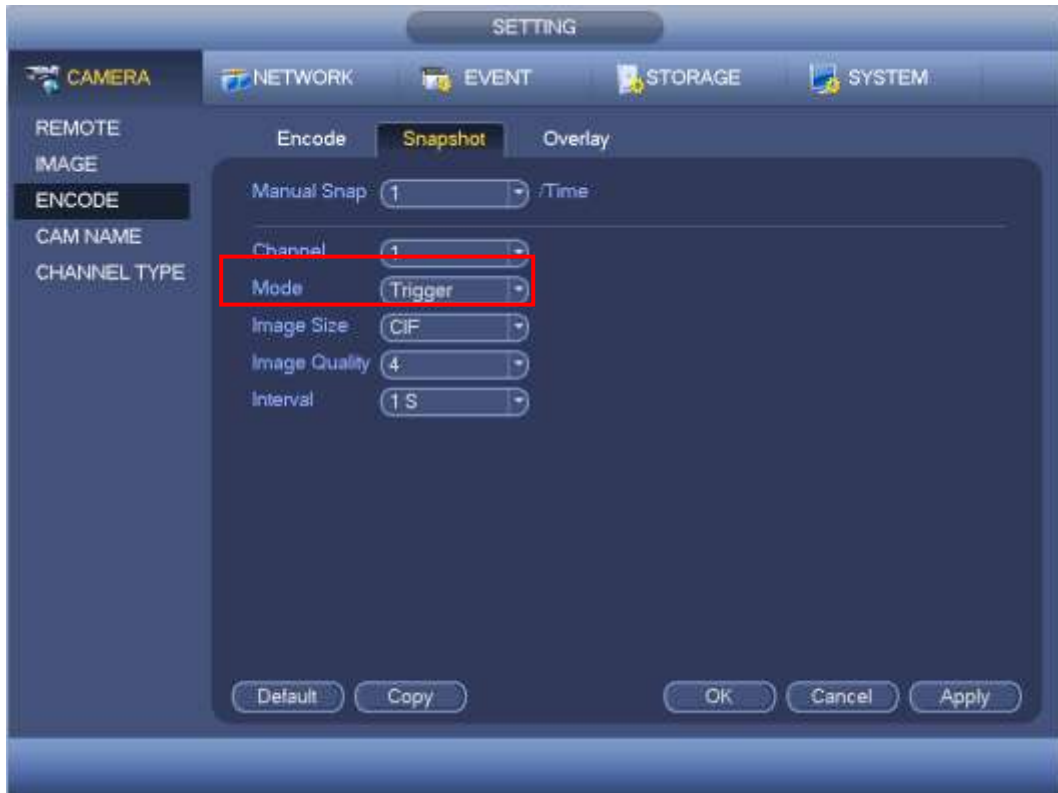 SETTING
CAMERA NETWORK EVENT STORAGE SYSTEM
REMOTE
IMAGE
ENCODE
CAM NAME
CHANNEL TYPE
Encode Snapshot Overlay
Manual Snap 1 /Time
Channel 1
Mode Trigger
Image Size CIF
Image Quality 4
Interval 1 S
Default Copy OK Cancel Apply